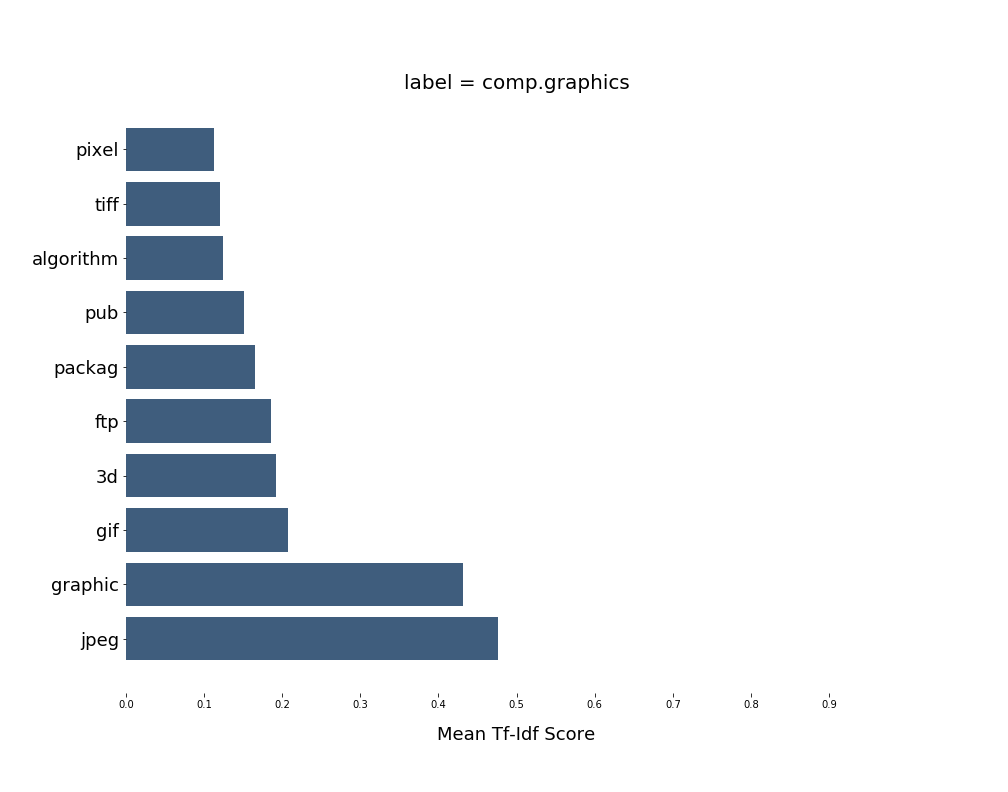 label = comp.graphics
pixel
tiff
algorithm
pub
packag
ftp
3d
gif
graphic
jpeg
0.0 0.1 0.2 0.3 0.4 0.5 0.6 0.7 0.8 0.9
Mean Tf-Idf Score